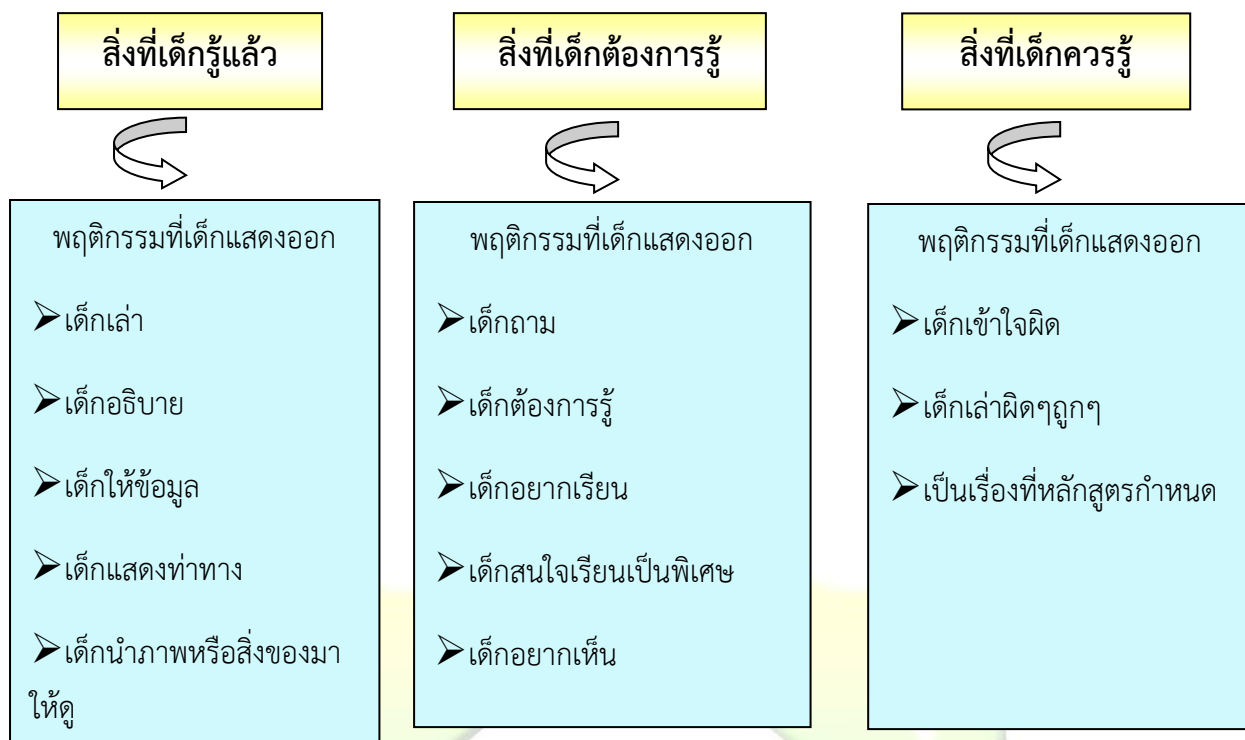 สิ่งที่เด็กรู้แล้ว
พฤติกรรมที่เด็กแสดงออก
➢เด็กเล่า
➢เด็กอธิบาย
➢เด็กให้ข้อมูล
➢เด็กแสดงท่าทาง
➢เด็กนำภาพหรือสิ่งของมา
ให้ดู
สิ่งที่เด็กต้องการรู้
พฤติกรรมที่เด็กแสดงออก
➢เด็กถาม
➢เด็กต้องการรู้
➢เด็กอยากเรียน
➢เด็กสนใจเรียนเป็นพิเศษ
➢เด็กอยากเห็น
สิ่งที่เด็กควรรู้
พฤติกรรมที่เด็กแสดงออก
➢เด็กเข้าใจผิด
➢เด็กเล่าผิดๆถูกๆ
➢เป็นเรื่องที่หลักสูตรกำหนด